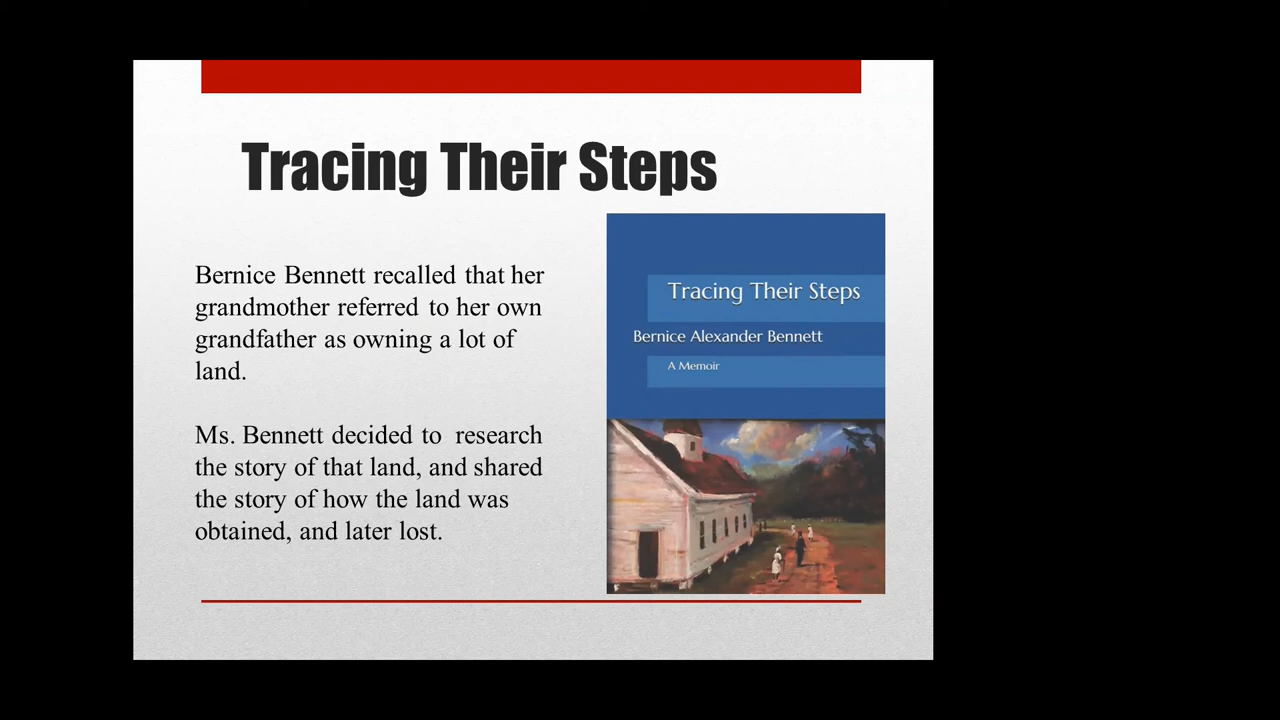 Tracing Their Steps
Bernice Bennett recalled that her
grandmother referred to her own
grandfather as owning a lot of
land.
Ms. Bennett decided to research
the story of that land, and shared
the story of how the land was
obtained, and later lost.
Tracing Their Steps
Bernice Alexander Bennett
A Memoir